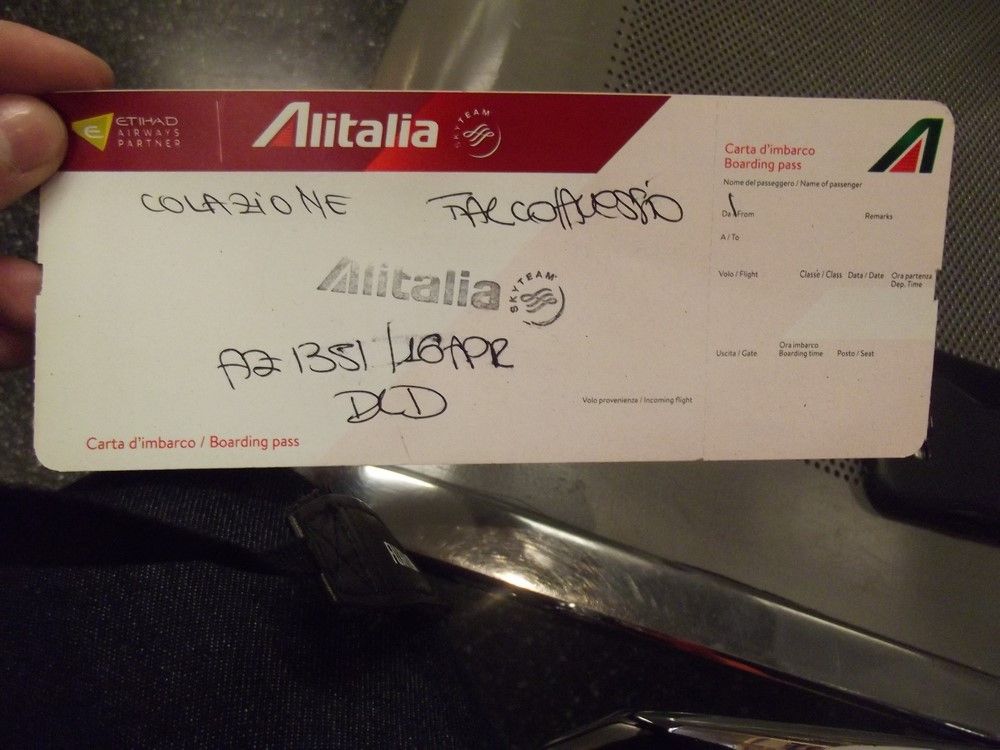 ETIHAD
AIRWAYS
PARTNER
Alitalia
SKYTEAM
Carta d'imbarco
Boarding pass
Nome del passeggero / Name of passenger
COLAZIONE
Da / From
Remarks
A / To
Alitalia
SKYTEAM
Volo / Flight
Classe / Class
Data / Date
Ora partenza
Dep. Time
AZ 1351 / 16APR
Uscita / Gate
Ora imbarco
Boarding time
Posto / Seat
Volo provenienza / Incoming flight
Carta d'imbarco / Boarding pass